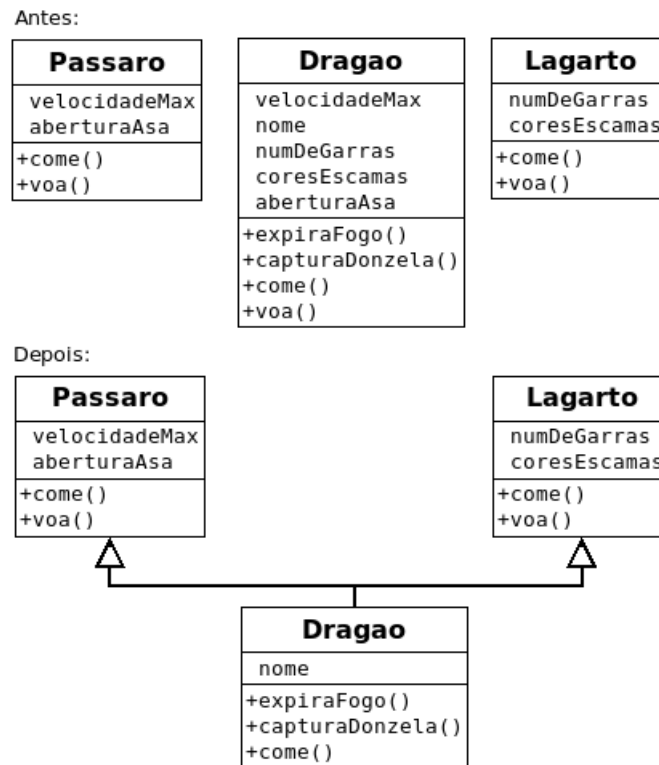 Antes:
Passaro
velocidadeMax
aberturaAsa
+come()
+voa()
Dragao
velocidadeMax
nome
numDeGarras
coresEscamas
aberturaAsa
+expiraFogo()
+capturaDonzela()
+come()
+voa()
Lagarto
numDeGarras
coresEscamas
+come()
+voa()
Depois:
Passaro
velocidadeMax
aberturaAsa
+come()
+voa()
Lagarto
numDeGarras
coresEscamas
+come()
+voa()
Dragao
nome
+expiraFogo()
+capturaDonzela()
+come()